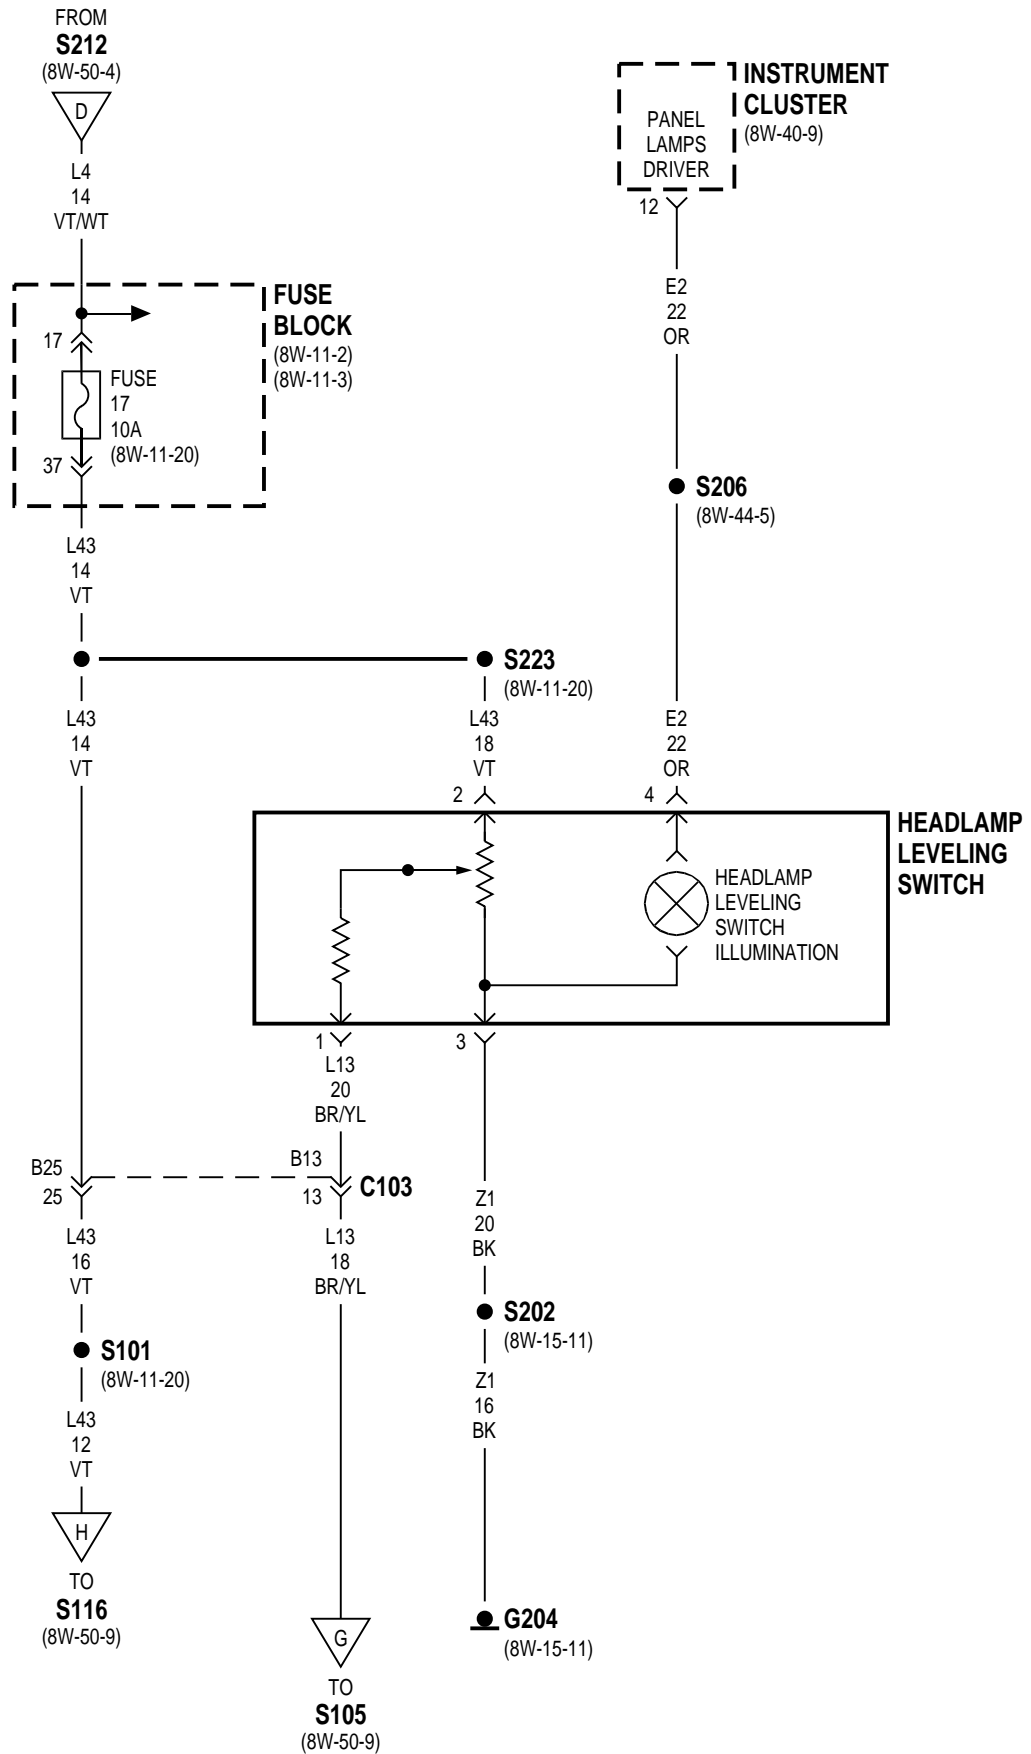 FROM
S212
(8W-50-4)
D
L4
14
VT/WT
INSTRUMENT
CLUSTER
(8W-40-9)
PANEL
LAMPS
DRIVER
12
E2
22
OR
FUSE
BLOCK
(8W-11-2)
(8W-11-3)
17
FUSE
17
10A
(8W-11-20)
37
S206
(8W-44-5)
L43
14
VT
S223
(8W-11-20)
L43
14
VT
L43
18
VT
E2
22
OR
2
4
HEADLAMP
LEVELING
SWITCH
HEADLAMP
LEVELING
SWITCH
ILLUMINATION
1
3
L13
20
BR/YL
B25
25
B13
13
C103
L43
16
VT
L13
18
BR/YL
Z1
20
BK
S202
(8W-15-11)
S101
(8W-11-20)
Z1
16
BK
L43
12
VT
H
TO
S116
(8W-50-9)
G204
(8W-15-11)
G
TO
S105
(8W-50-9)